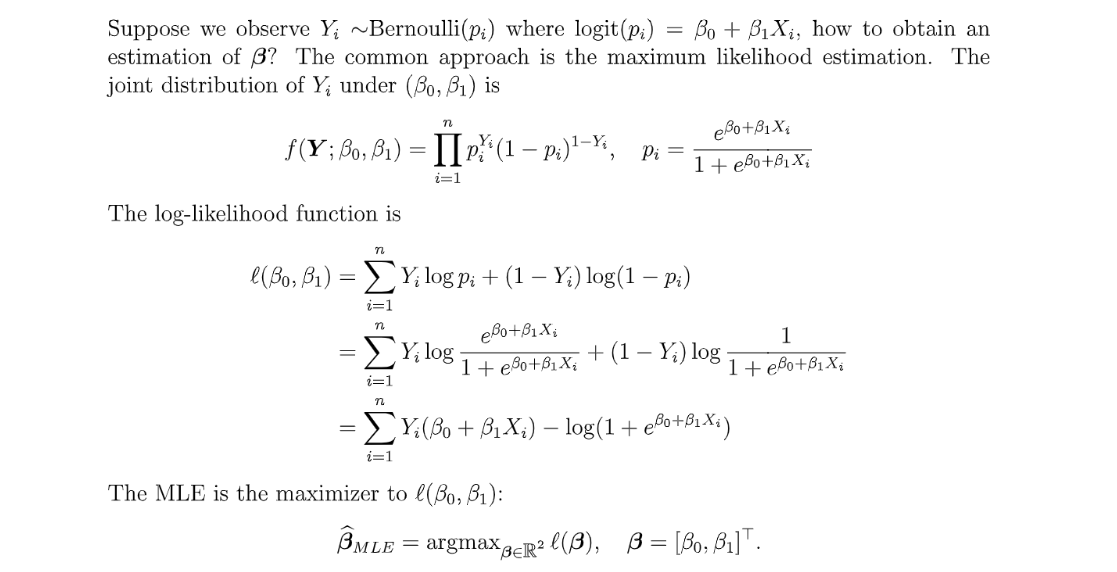 Suppose we observe Y_i ~Bernoulli(p_i) where logit(p_i) = β_0 + β_1X_i, how to obtain an
estimation of β? The common approach is the maximum likelihood estimation. The
joint distribution of Y_i under (β_0, β_1) is
f(Y; β_0, β_1) = ∏_{i=1}^{n} p_i^{Y_i}(1 − p_i)^{1−Y_i}, p_i = \frac{e^{β_0+β_1X_i}}{1 + e^{β_0+β_1X_i}}
The log-likelihood function is
ℓ(β_0, β_1) = ∑_{i=1}^{n} Y_i log p_i + (1 − Y_i) log(1 − p_i)
= ∑_{i=1}^{n} Y_i log \frac{e^{β_0+β_1X_i}}{1 + e^{β_0+β_1X_i}} + (1 − Y_i) log \frac{1}{1 + e^{β_0+β_1X_i}}
= ∑_{i=1}^{n} Y_i(β_0 + β_1X_i) − log(1 + e^{β_0+β_1X_i})
The MLE is the maximizer to ℓ(β_0, β_1):
\widehat{β}_{MLE} = argmax_{β∈ℝ^2} ℓ(β), β = [β_0, β_1]^⊤.